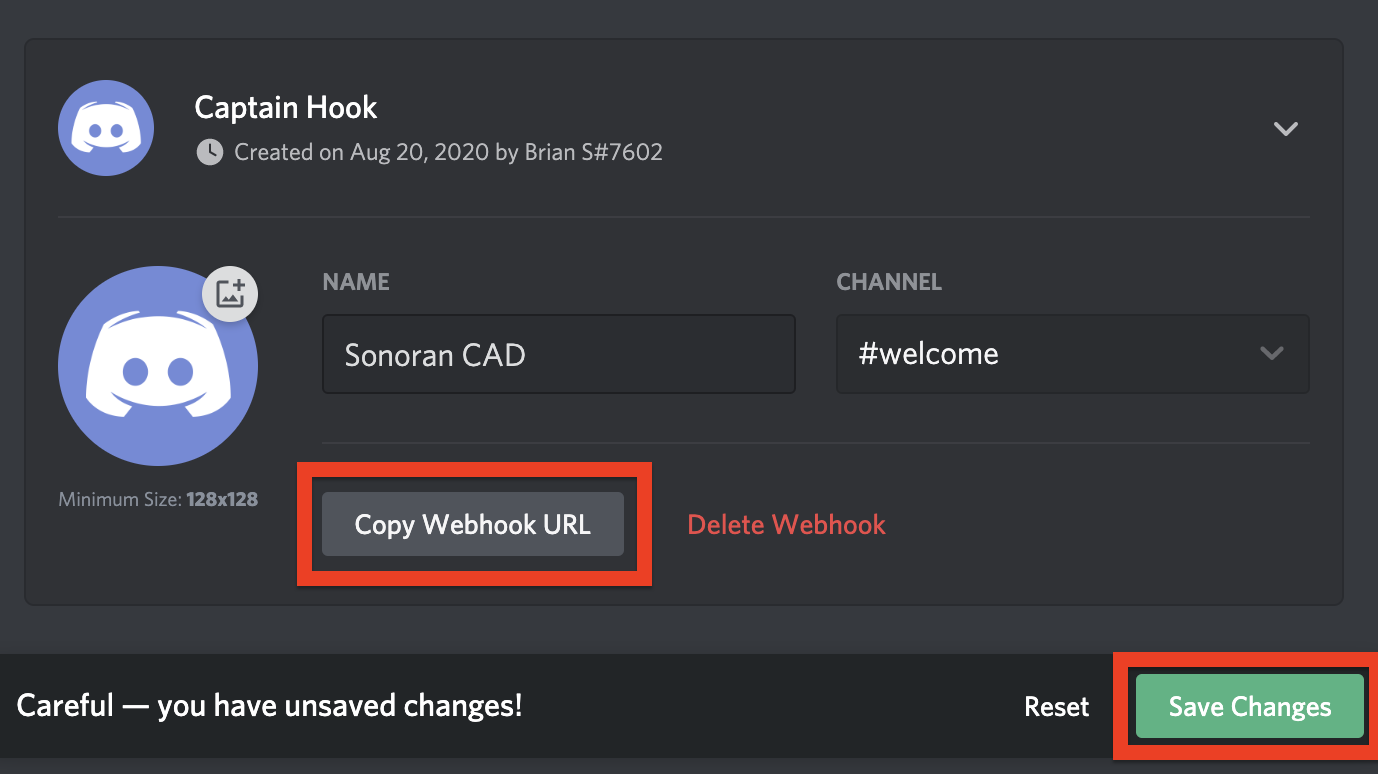 Captain Hook
Created on Aug 20, 2020 by Brian S#7602
NAME
CHANNEL
Sonoran CAD
#welcome
Minimum Size: 128x128
Copy Webhook URL
Delete Webhook
Careful — you have unsaved changes!
Reset
Save Changes